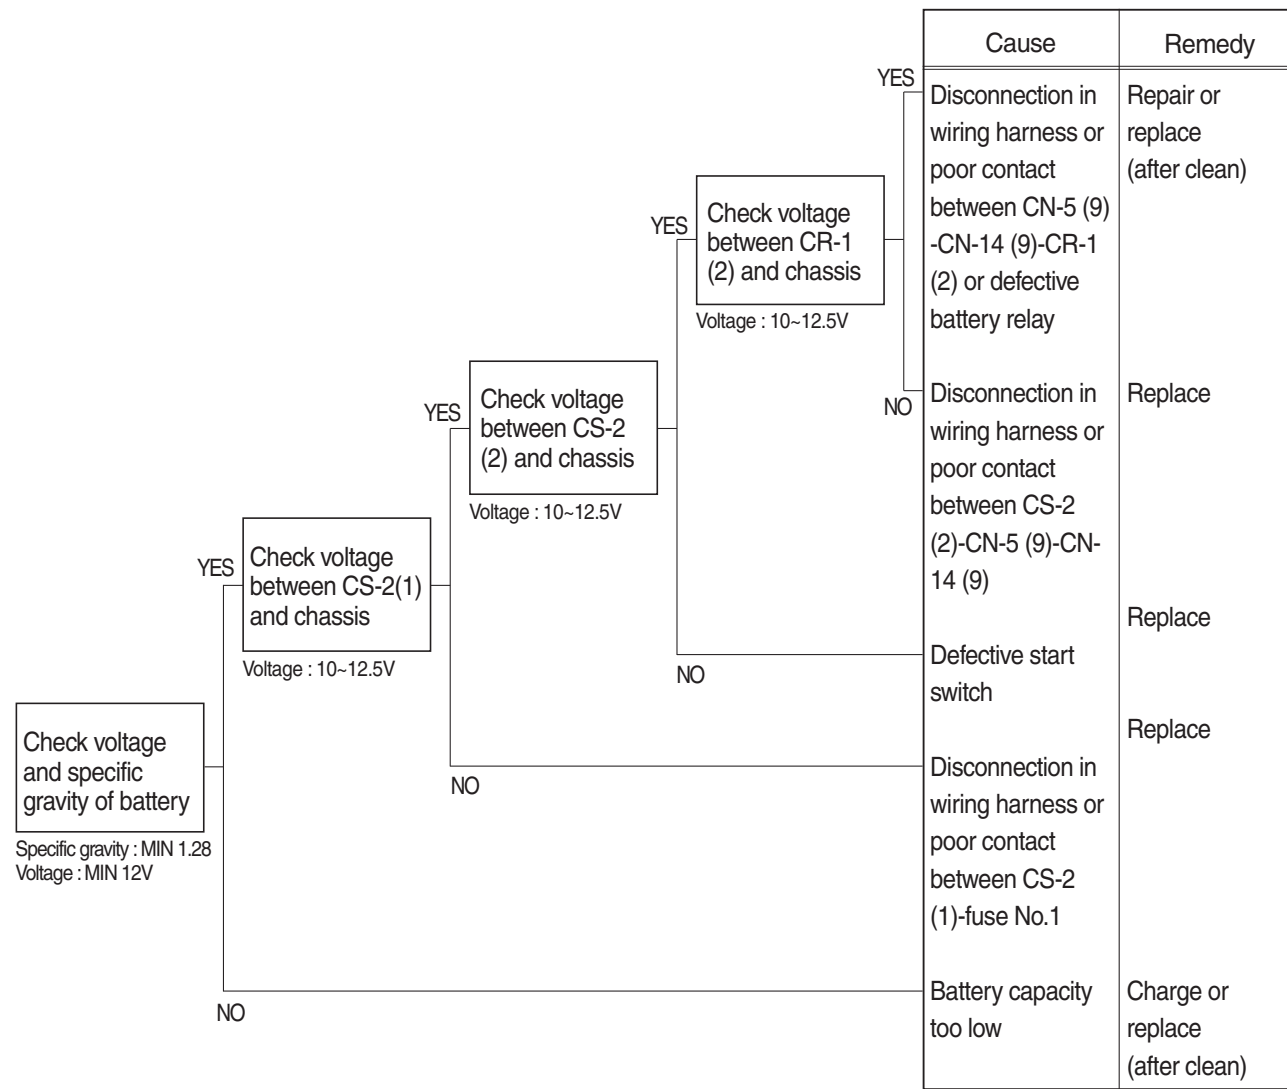 Cause
Remedy
YES
Disconnection in
wiring harness or
poor contact
between CN-5 (9)
-CN-14 (9)-CR-1
(2) or defective
battery relay
Repair or
replace
(after clean)
YES
Check voltage
between CR-1
(2) and chassis
Voltage : 10~12.5V
NO
Disconnection in
wiring harness or
poor contact
between CS-2
(2)-CN-5 (9)-CN-
14 (9)
Replace
YES
Check voltage
between CS-2
(2) and chassis
Voltage : 10~12.5V
NO
Defective start
switch
Replace
YES
Check voltage
between CS-2(1)
and chassis
Voltage : 10~12.5V
NO
Disconnection in
wiring harness or
poor contact
between CS-2
(1)-fuse No.1
Replace
Check voltage
and specific
gravity of battery
Specific gravity : MIN 1.28
Voltage : MIN 12V
NO
Battery capacity
too low
Charge or
replace
(after clean)